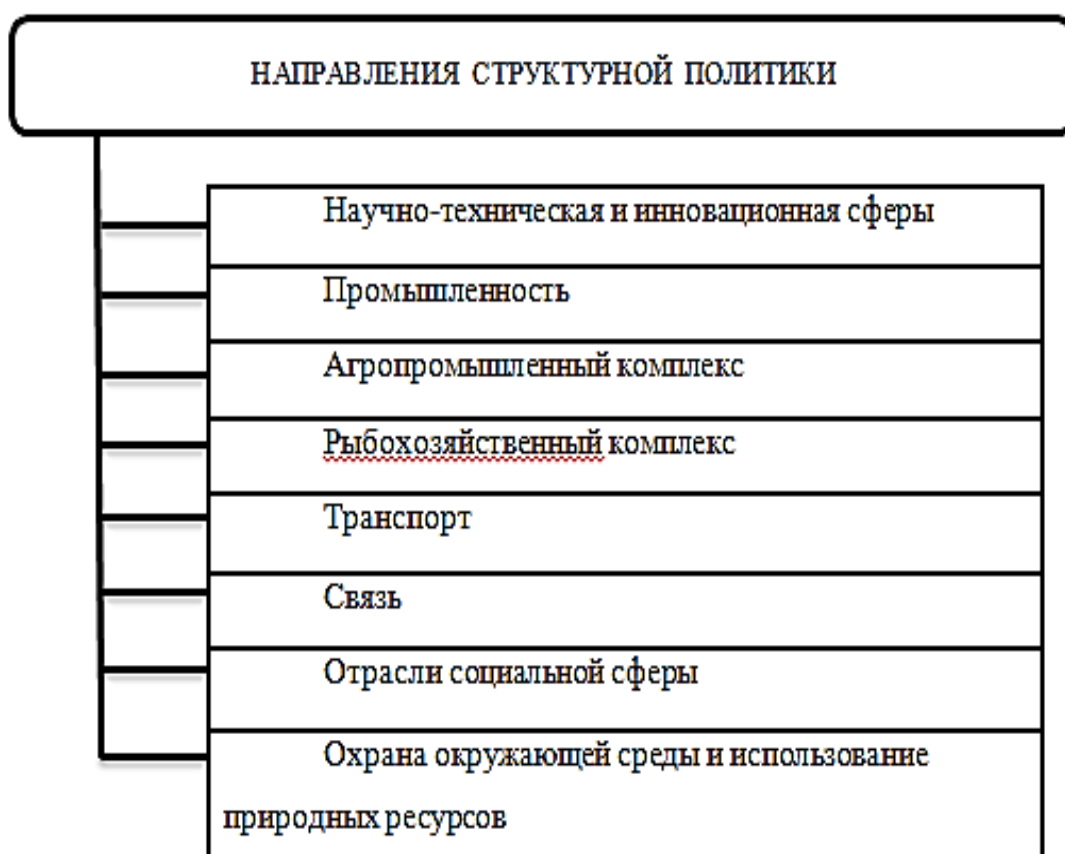 НАПРАВЛЕНИЯ СТРУКТУРНОЙ ПОЛИТИКИ
Научно-техническая и инновационная сферы
Промышленность
Агропромышленный комплекс
Рыбохозяйственный комплекс
Транспорт
Связь
Отрасли социальной сферы
Охрана окружающей среды и использование
природных ресурсов